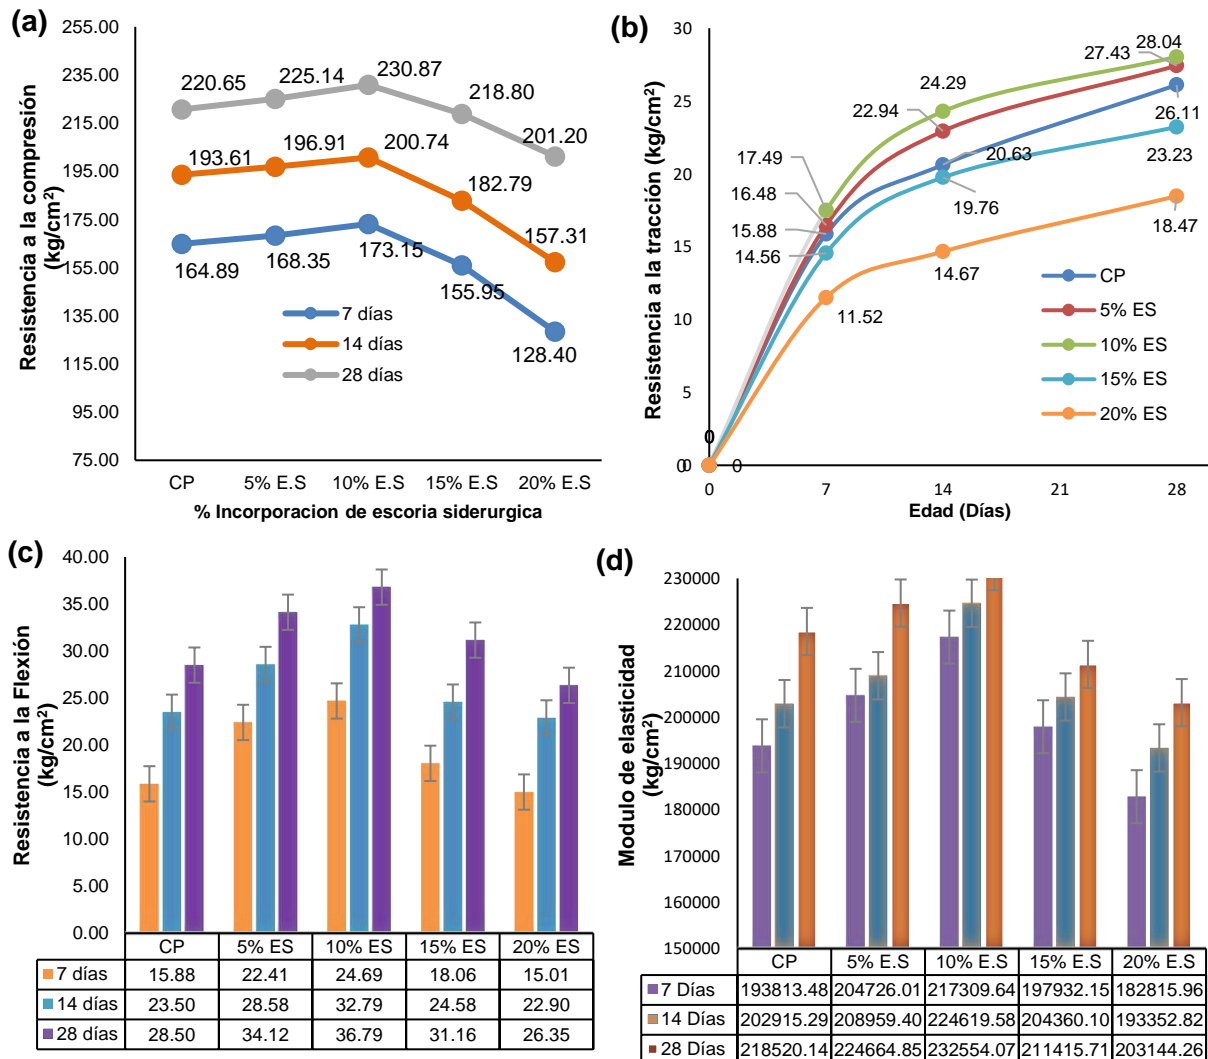 (a)
Resistencia a la compresión
(kg/cm²)
255.00
235.00
215.00
195.00
175.00
155.00
135.00
115.00
95.00
75.00
220.65
225.14
230.87
218.80
201.20
193.61
196.91
200.74
182.79
157.31
164.89
168.35
173.15
155.95
128.40
7 días
14 días
28 días
CP
5% E.S
10% E.S
15% E.S
20% E.S
% Incorporacion de escoria siderurgica
(b)
Resistencia a la tracción (kg/cm²)
30
25
20
15
10
5
0
0
0
0
17.49
16.48
15.88
14.56
11.52
24.29
22.94
20.63
19.76
14.67
28.04
27.43
26.11
23.23
18.47
CP
5% ES
10% ES
15% ES
20% ES
0
7
14
21
28
Edad (Días)
(c)
Resistencia a la Flexión
(kg/cm²)
40.00
35.00
30.00
25.00
20.00
15.00
10.00
5.00
0.00
CP 5% ES 10% ES 15% ES 20% ES
7 días 15.88 22.41 24.69 18.06 15.01
14 días 23.50 28.58 32.79 24.58 22.90
28 días 28.50 34.12 36.79 31.16 26.35
(d)
Modulo de elasticidad
(kg/cm²)
230000
220000
210000
200000
190000
180000
170000
160000
150000
CP 5% E.S 10% E.S 15% E.S 20% E.S
7 Días 193813.48 204726.01 217309.64 197932.15 182815.96
14 Días 202915.29 208959.40 224619.58 204360.10 193352.82
28 Días 218520.14 224664.85 232554.07 211415.71 203144.26